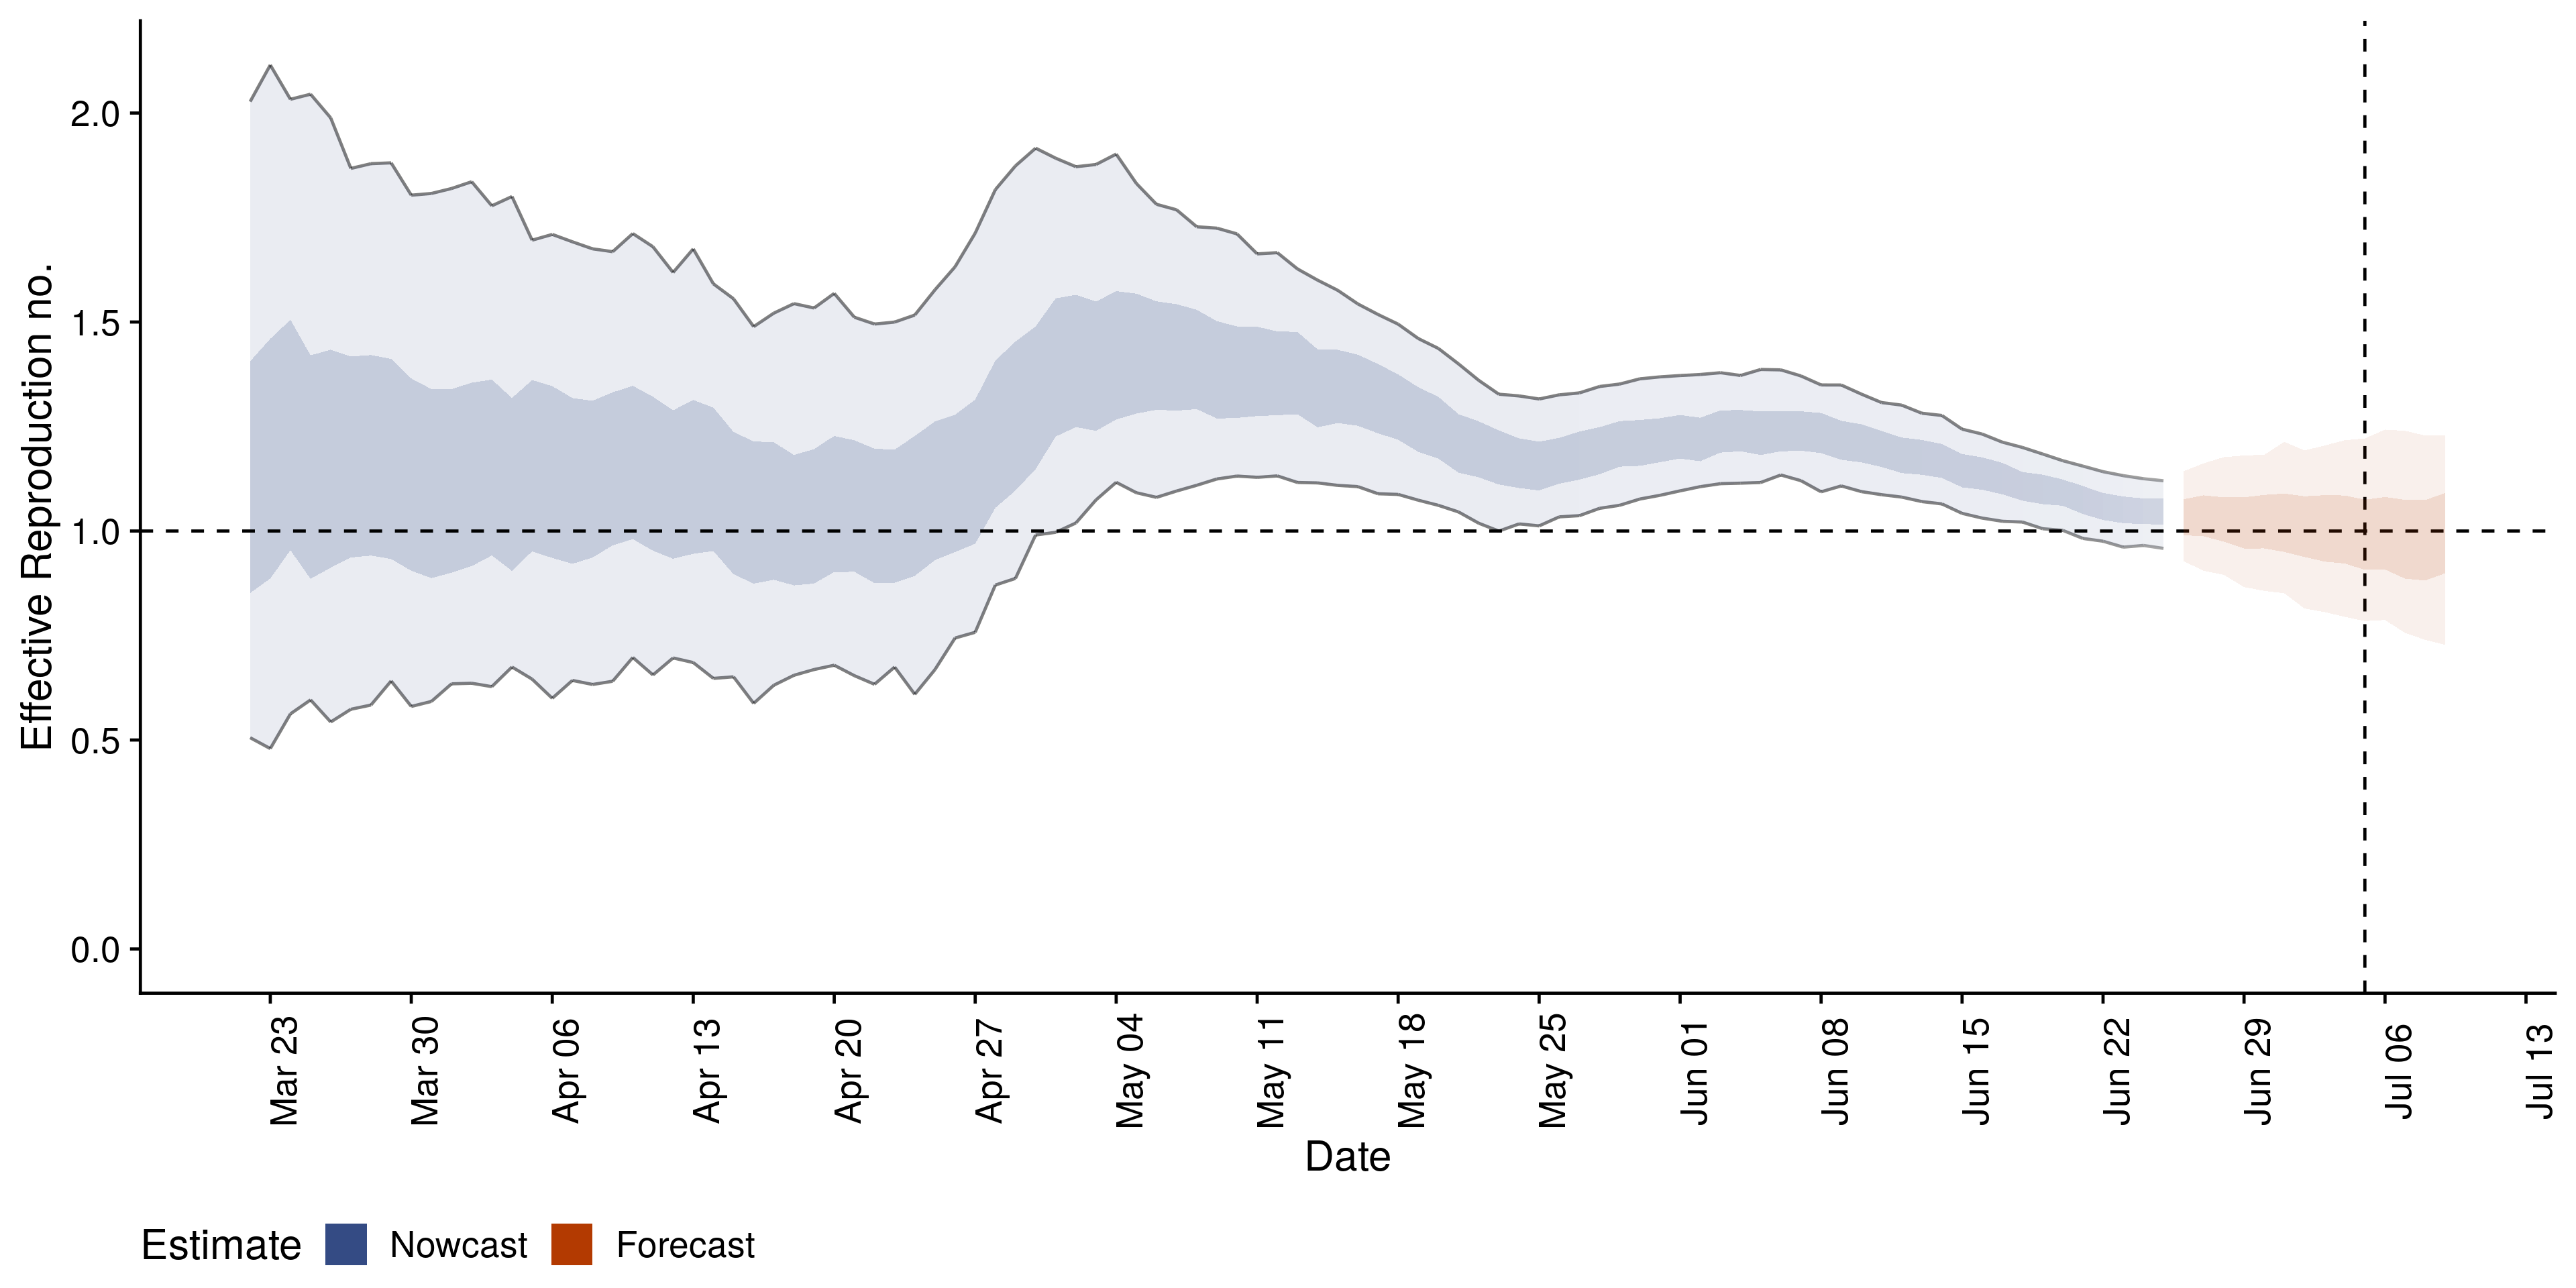 Effective Reproduction no.
2.0
1.5
1.0
0.5
0.0
Mar 23
Mar 30
Apr 06
Apr 13
Apr 20
Apr 27
May 04
May 11
May 18
May 25
Jun 01
Jun 08
Jun 15
Jun 22
Jun 29
Jul 06
Jul 13
Date
Estimate Nowcast Forecast